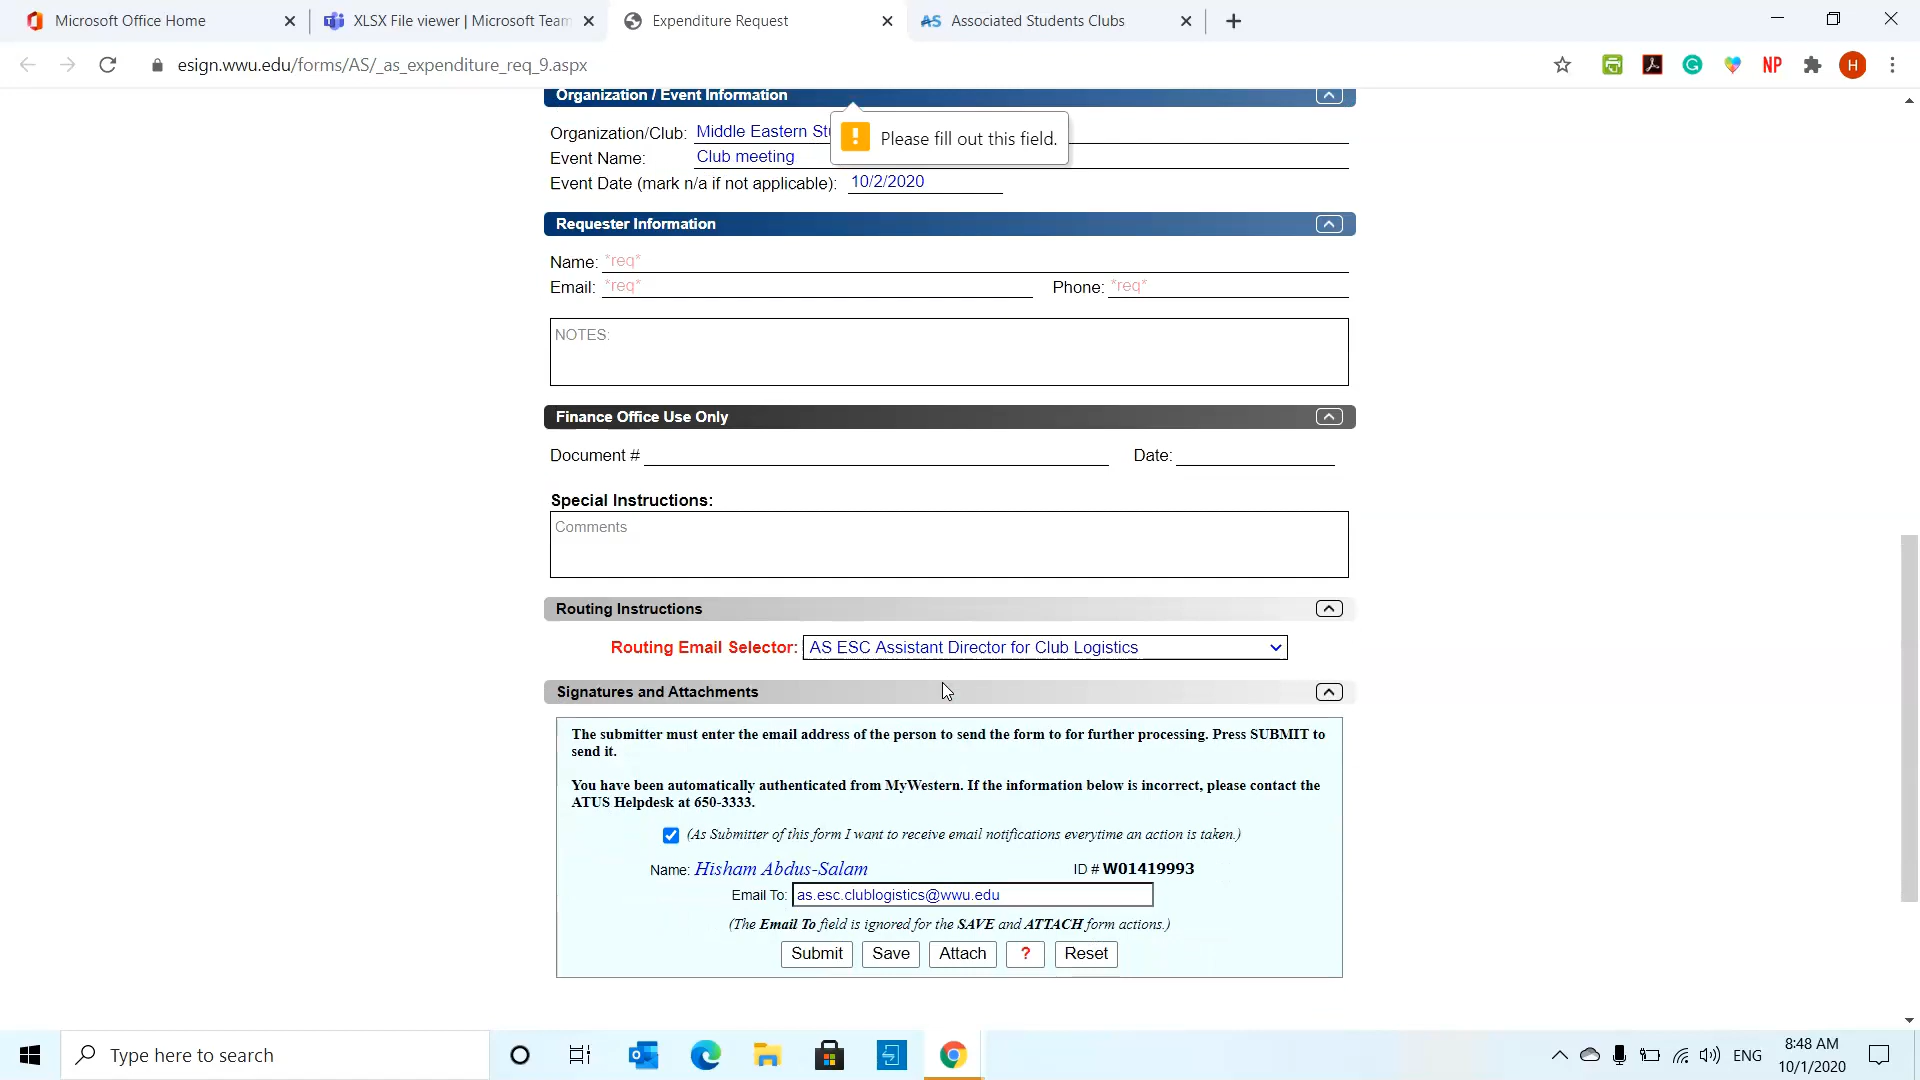 Microsoft Office Home
XLSX File viewer | Microsoft Team
Expenditure Request
AS Associated Students Clubs
esign.wwu.edu/forms/AS/_as_expenditure_req_9.aspx
NP
H
Organization / Event Information
Organization/Club: Middle Eastern Stu
! Please fill out this field.
Event Name: Club meeting
Event Date (mark n/a if not applicable): 10/2/2020
Requester Information
Name: *req*
Email: *req* Phone: *req*
NOTES:
Finance Office Use Only
Document # Date:
Special Instructions:
Comments
Routing Instructions
Routing Email Selector: AS ESC Assistant Director for Club Logistics
Signatures and Attachments
The submitter must enter the email address of the person to send the form to for further processing. Press SUBMIT to
send it.
You have been automatically authenticated from MyWestern. If the information below is incorrect, please contact the
ATUS Helpdesk at 650-3333.
(As Submitter of this form I want to receive email notifications everytime an action is taken.)
Name: Hisham Abdus-Salam ID # W01419993
Email To: as.esc.clublogistics@wwu.edu
(The Email To field is ignored for the SAVE and ATTACH form actions.)
Submit Save Attach ? Reset
Type here to search
ENG
8:48 AM
10/1/2020